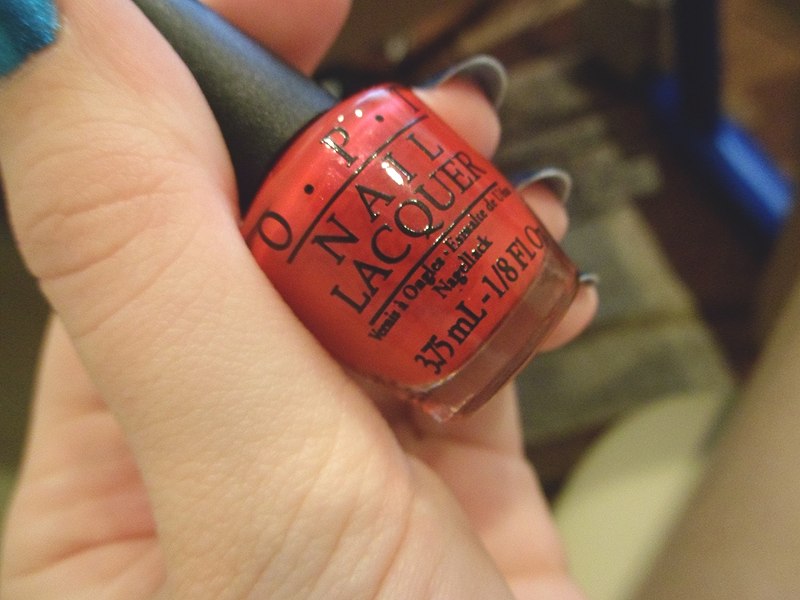 O · P · I
NAIL
LACQUER
Vernis à Ongles - Esmalte de Uñas
Nagellack
3.75 mL - 1/8 Fl Oz